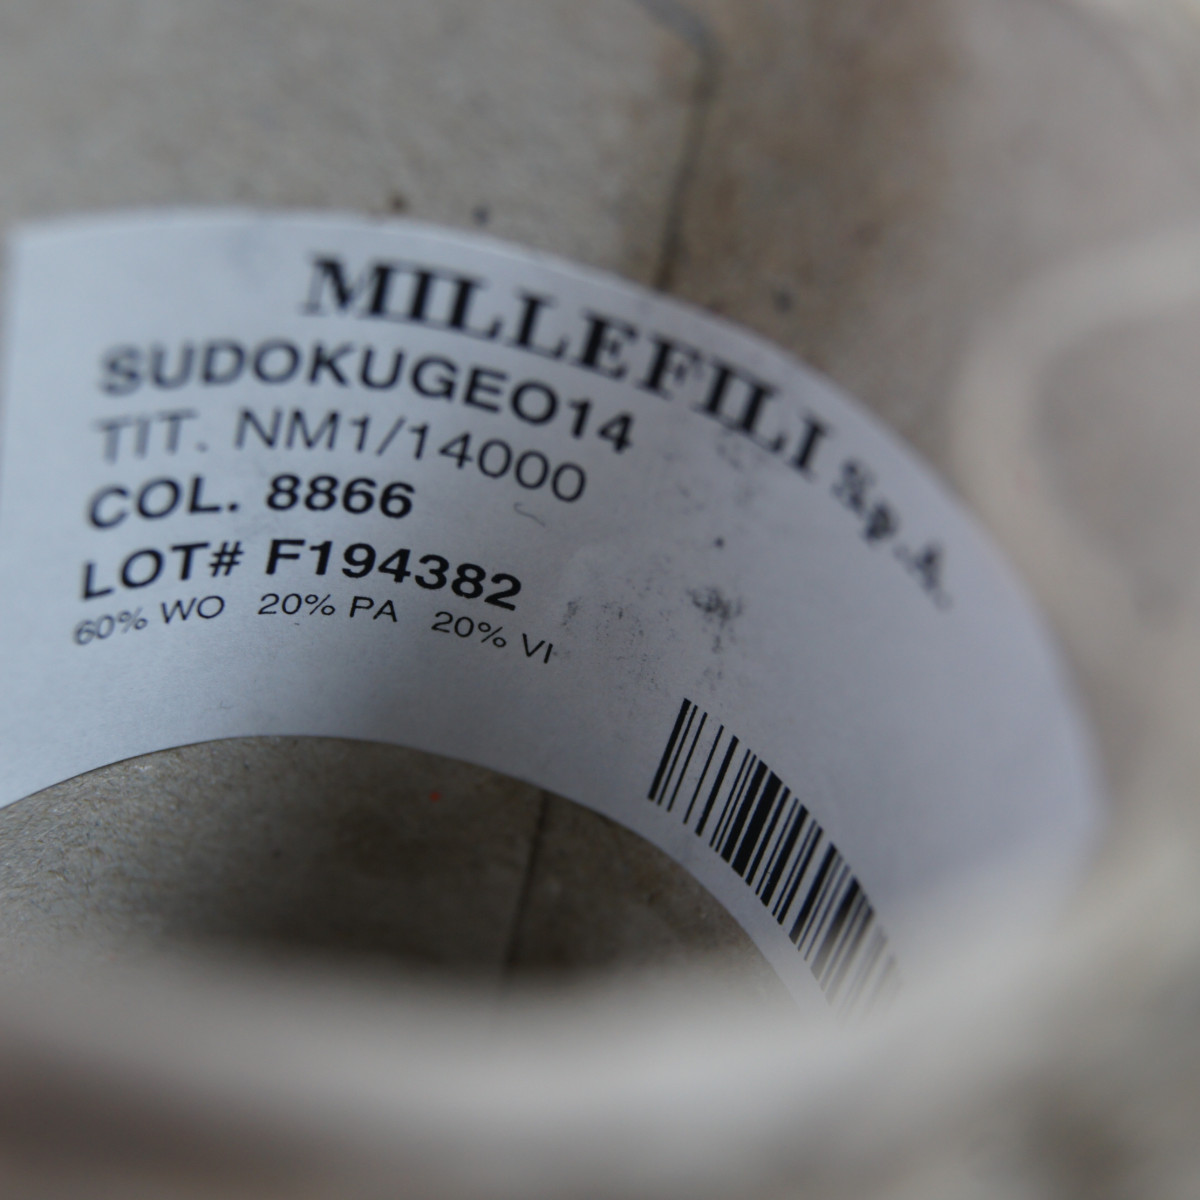 MILLEFILI S.p.A.
SUDOKUGEO14
TIT. NM1/14000
COL. 8866
LOT# F194382
60% WO 20% PA 20% VI